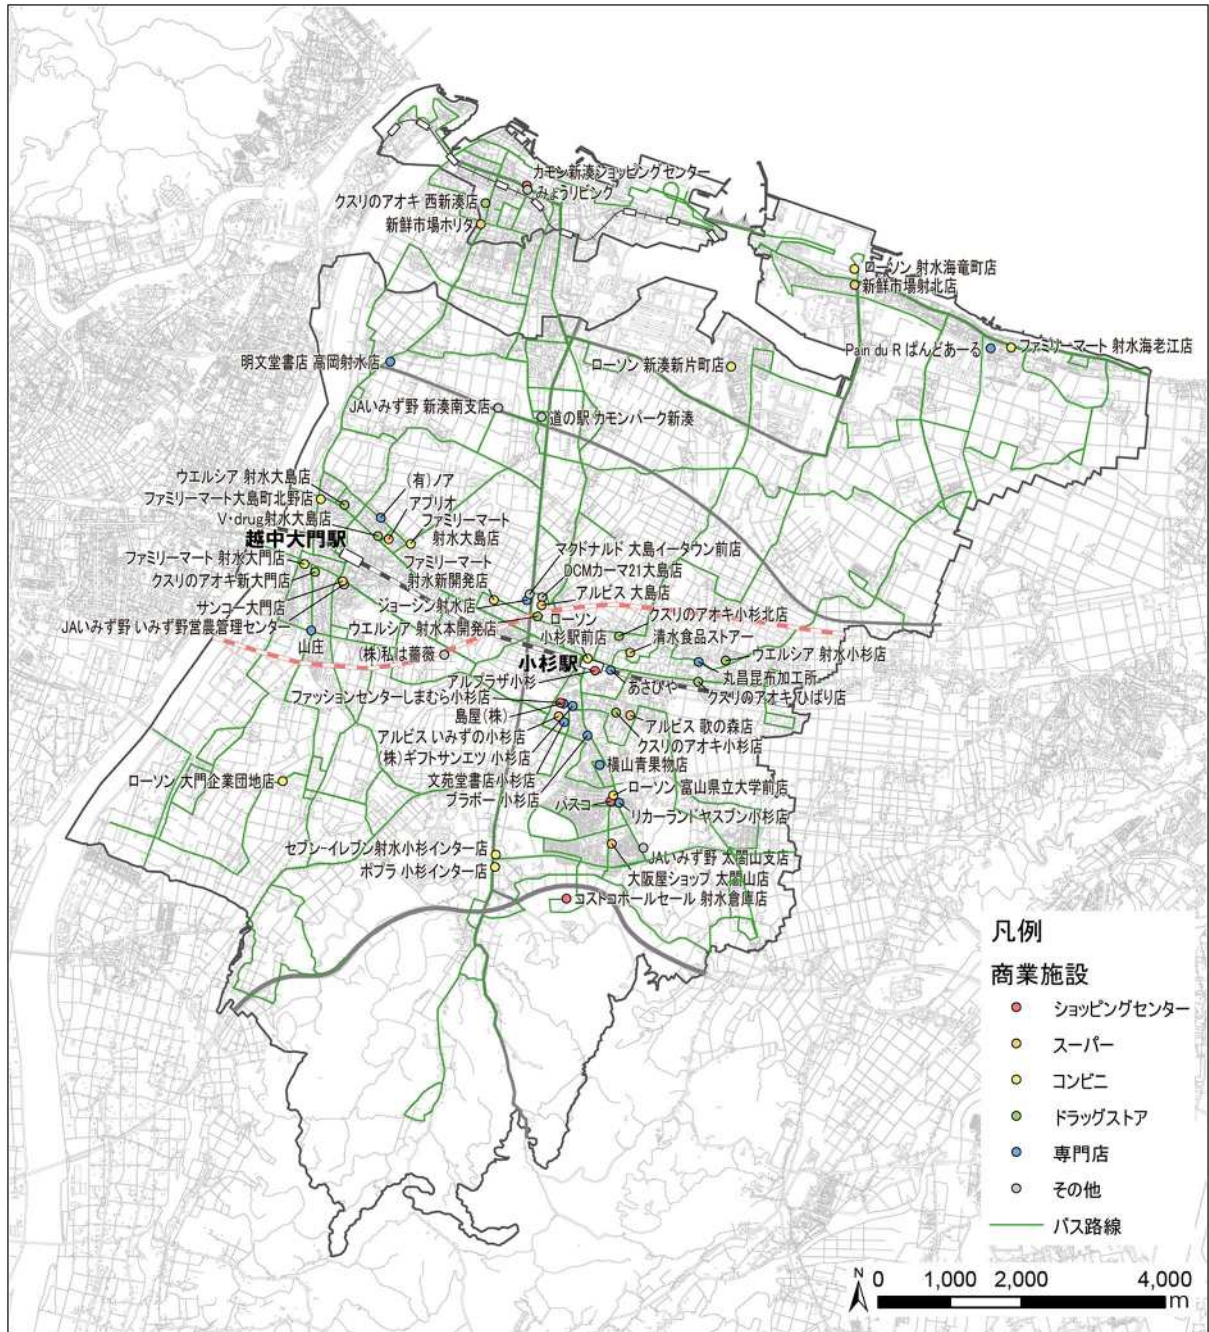 カモン新湊ショッピングセンター
みょうリビング
クスリのアオキ 西新湊店
新鮮市場ホリタ
ローソン 射水海竜町店
新鮮市場射北店
明文堂書店 高岡射水店
Pain du R ぱんどあーる
ファミリーマート 射水海老江店
ローソン 新湊新片町店
JAいみず野 新湊南支店
道の駅 カモンパーク新湊
ウエルシア 射水大島店
(有)ノア
ファミリーマート大島町北野店
アプリオ
V・drug射水大島店
ファミリーマート
射水大島店
越中大門駅
マクドナルド 大島イータウン前店
ファミリーマート 射水大門店
ファミリーマート
射水新開発店
DCMカーマ21大島店
クスリのアオキ新大門店
アルビス 大島店
サンコー大門店
ジョーシン射水店
ローソン
小杉駅前店
クスリのアオキ小杉北店
JAいみず野 いみず野営農管理センター
ウエルシア 射水本開発店
清水食品ストアー
山庄
(株)私は薔薇
小杉駅
ウエルシア 射水小杉店
アルプラザ小杉
あさひや
丸昌昆布加工所
ファッションセンターしまむら小杉店
クスリのアオキひばり店
島屋(株)
アルビス 歌の森店
アルビス いみずの小杉店
クスリのアオキ小杉店
(株)ギフトサンエツ 小杉店
横山青果物店
文苑堂書店小杉店
ローソン 大門企業団地店
ローソン 富山県立大学前店
ブラボー 小杉店
パスコ
リカーランドヤスブン小杉店
セブンーイレブン射水小杉インター店
JAいみず野 太閤山支店
ポプラ 小杉インター店
大阪屋ショップ 太閤山店
コストコホールセール 射水倉庫店
凡例
商業施設
ショッピングセンター
スーパー
コンビニ
ドラッグストア
専門店
その他
バス路線
N
0 1,000 2,000 4,000
m